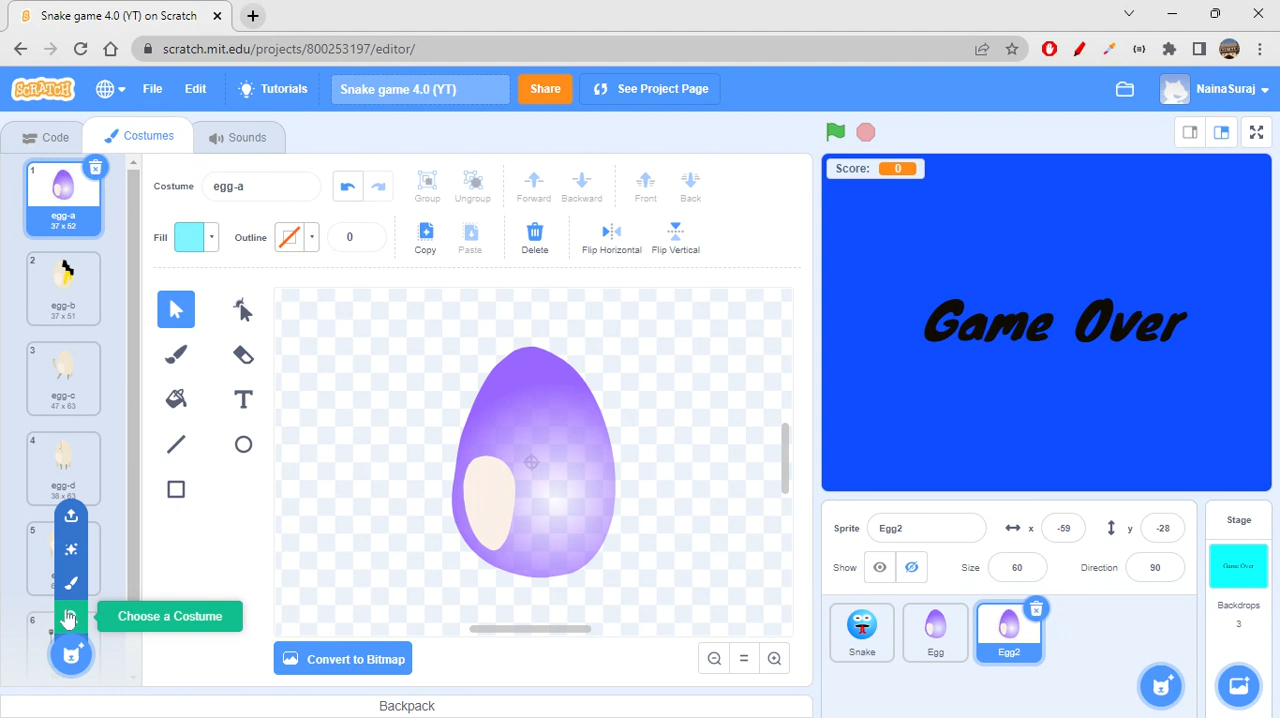 Snake game 4.0 (YT) on Scratch
scratch.mit.edu/projects/800253197/editor/
SCRATCH File Edit Tutorials Snake game 4.0 (YT) Share See Project Page NainaSuraj
Code Costumes Sounds
1
egg-a
37 x 52
2
egg-b
37 x 51
3
egg-c
47 x 63
4
egg-d
38 x 63
5
6
Choose a Costume
Costume egg-a Group Ungroup Forward Backward Front Back
Fill Outline 0 Copy Paste Delete Flip Horizontal Flip Vertical
Convert to Bitmap
Backpack
Score: 0
Game Over
Sprite Egg2 x -59 y -28
Show Size 60 Direction 90
Snake Egg Egg2
Stage
Game Over
Backdrops
3